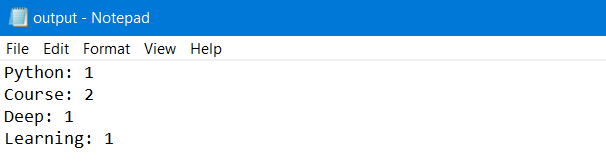 output - Notepad
File Edit Format View Help
Python: 1
Course: 2
Deep: 1
Learning: 1